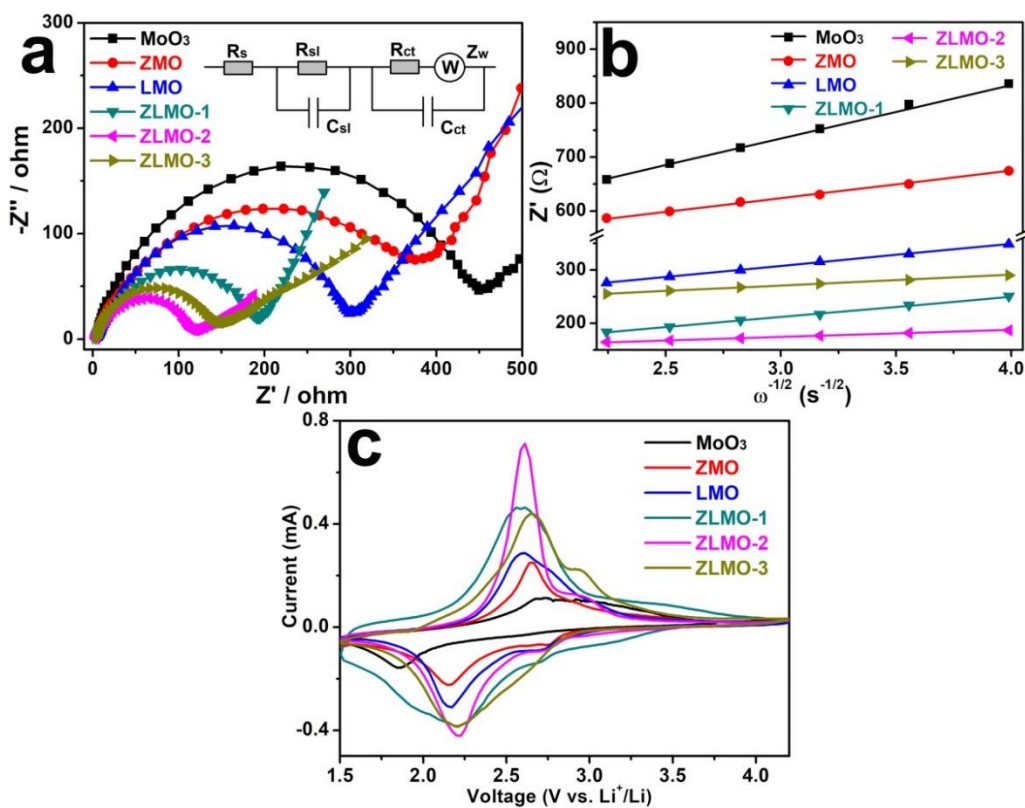 a
MoO₃
ZMO
LMO
ZLMO-1
ZLMO-2
ZLMO-3
Rs
Rsl
Rct
Zw
W
Csl
Cct
300
200
100
0
-Z'' / ohm
0 100 200 300 400 500
Z' / ohm
b
MoO₃
ZMO
LMO
ZLMO-1
ZLMO-2
ZLMO-3
900
800
700
600
300
200
Z' (Ω)
2.5 3.0 3.5 4.0
ω⁻¹/² (s⁻¹/²)
c
MoO₃
ZMO
LMO
ZLMO-1
ZLMO-2
ZLMO-3
0.8
0.4
0.0
-0.4
Current (mA)
1.5 2.0 2.5 3.0 3.5 4.0
Voltage (V vs. Li⁺/Li)